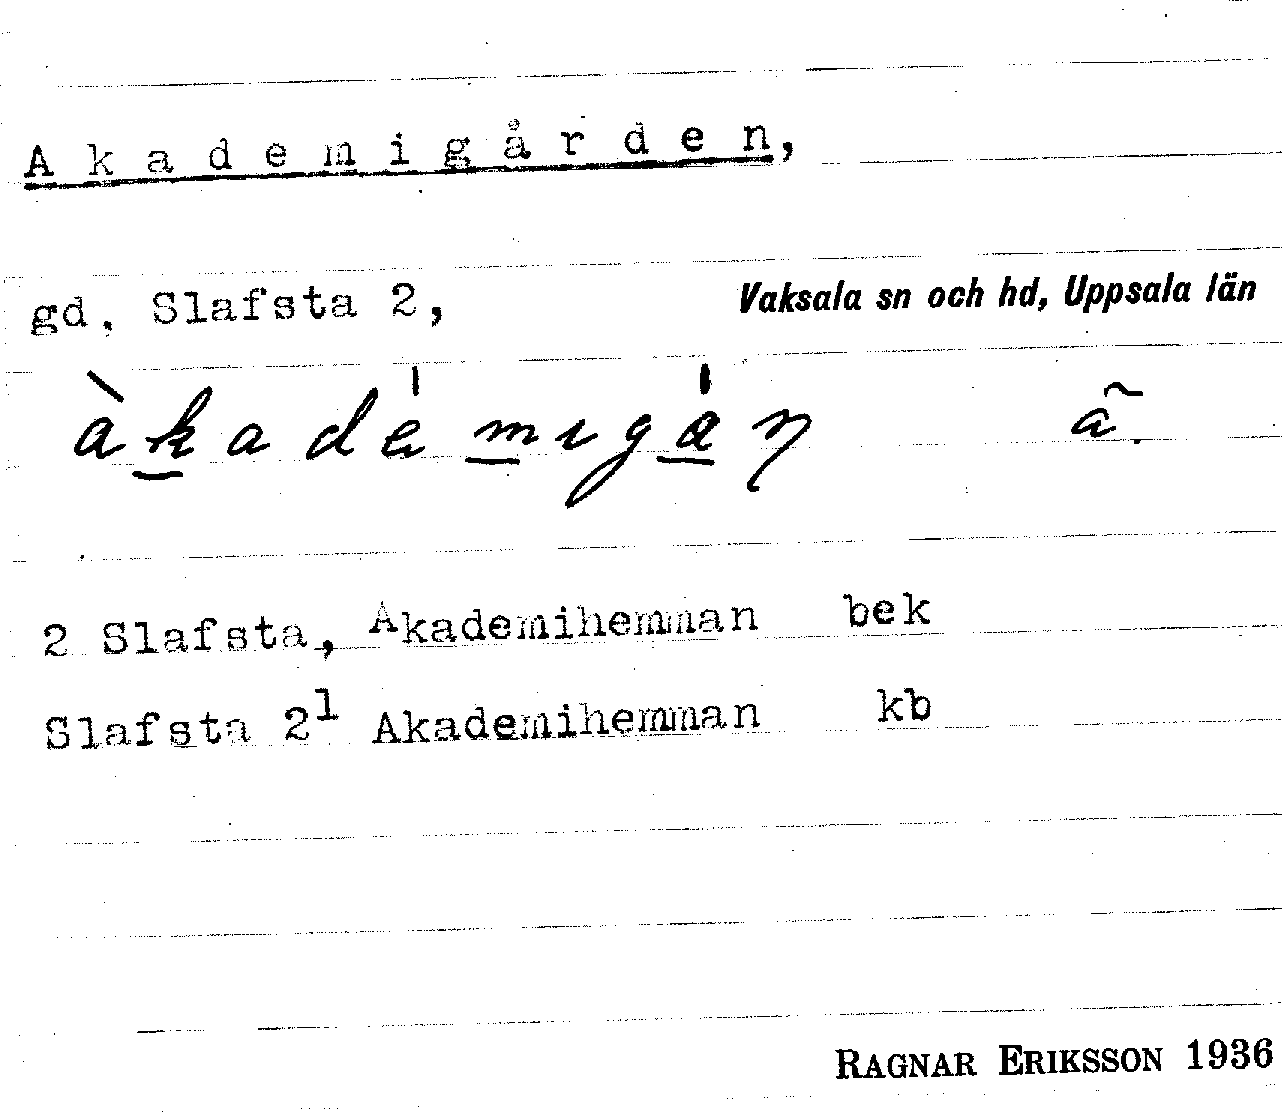 Akademigården,
gd, Slafsta 2, Vaksala sn och hd, Uppsala län
2 Slafsta, Akademihemman bek
Slafsta 2¹ Akademihemman kb
RAGNAR ERIKSSON 1936